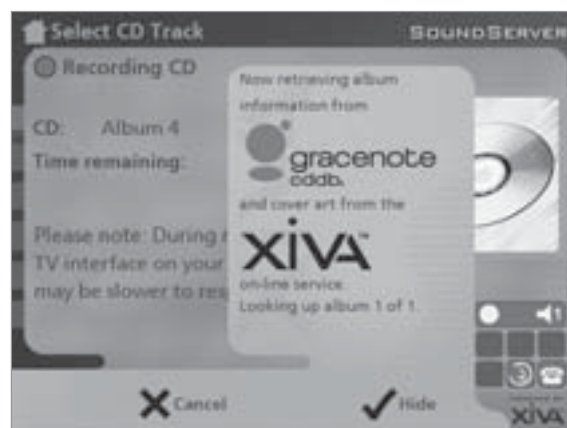 Select CD Track
SOUNDSERVER
Recording CD
CD: Album 4
Time remaining:
Please note: During
TV interface on your
may be slower to res
Now retrieving album
information from
gracenote
cddb.
and cover art from the
XiVA™
on-line service.
Looking up album 1 of 1.
1
Cancel
Hide
XiVA